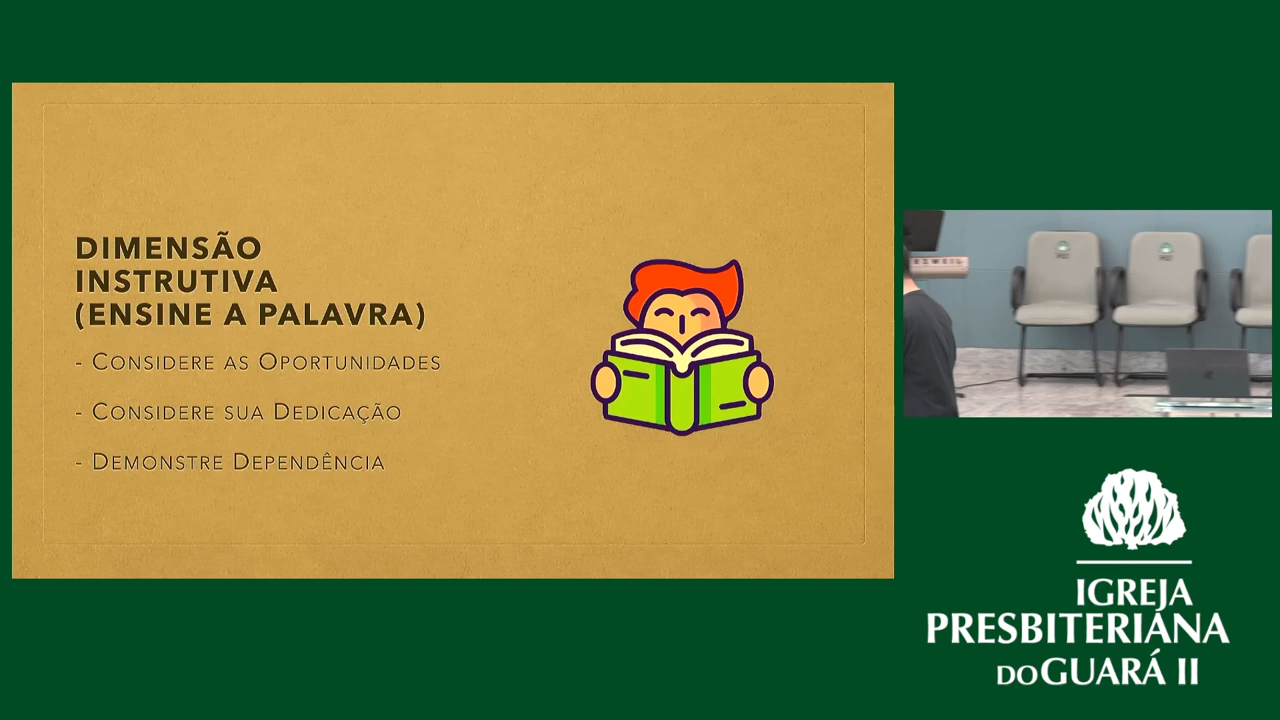 DIMENSÃO
INSTRUTIVA
(ENSINE A PALAVRA)
- CONSIDERE AS OPORTUNIDADES
- CONSIDERE SUA DEDICAÇÃO
- DEMONSTRE DEPENDÊNCIA
IGREJA
PRESBITERIANA
DO GUARÁ II